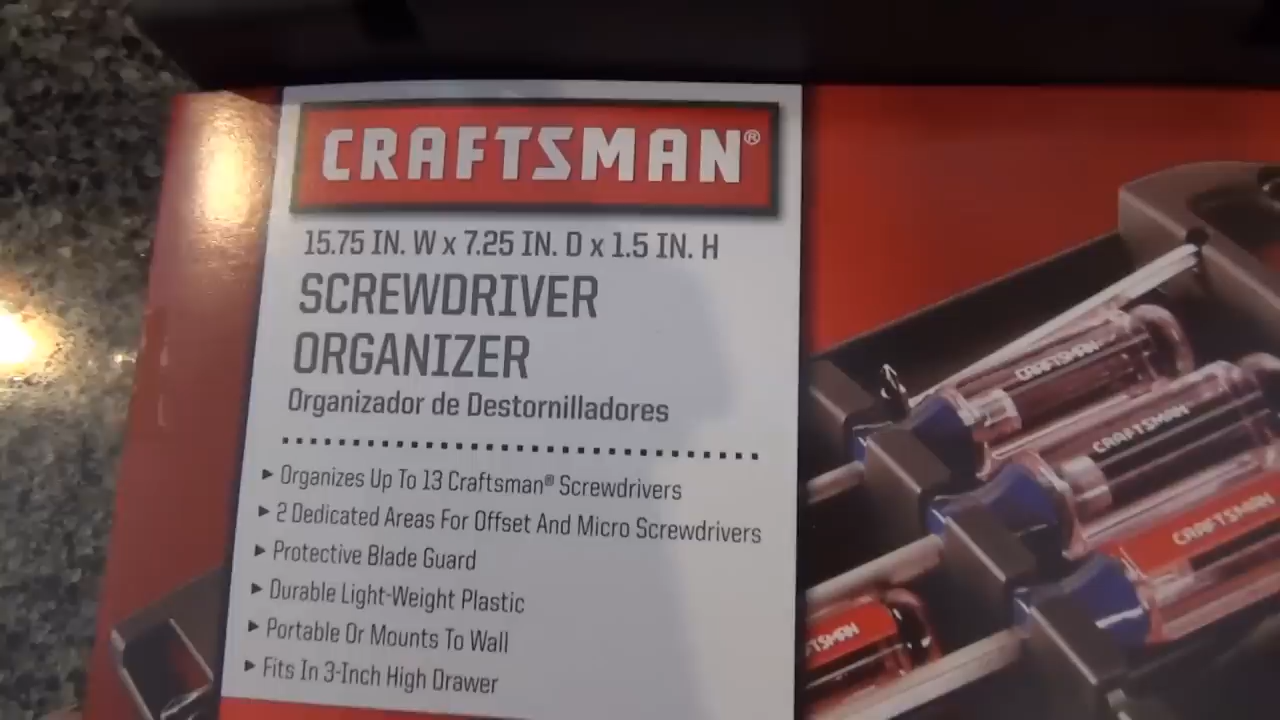 CRAFTSMAN®
15.75 IN. W x 7.25 IN. D x 1.5 IN. H
SCREWDRIVER
ORGANIZER
Organizador de Destornilladores
▸ Organizes Up To 13 Craftsman® Screwdrivers
▸ 2 Dedicated Areas For Offset And Micro Screwdrivers
▸ Protective Blade Guard
▸ Durable Light-Weight Plastic
▸ Portable Or Mounts To Wall
▸ Fits In 3-Inch High Drawer
CRAFTSMAN
CRAFTSMAN
CRAFTSMAN
TSMAN